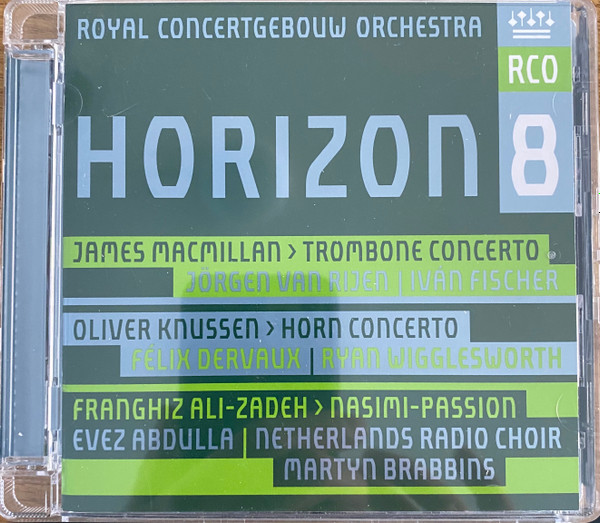 ROYAL CONCERTGEBOUW ORCHESTRA
RCO
HORIZON 8
JAMES MACMILLAN > TROMBONE CONCERTO
JÖRGEN VAN RIJEN | IVÁN FISCHER
OLIVER KNUSSEN > HORN CONCERTO
FÉLIX DERVAUX | RYAN WIGGLESWORTH
FRANGHIZ ALI-ZADEH > NASIMI-PASSION
EVEZ ABDULLA | NETHERLANDS RADIO CHOIR
MARTYN BRABBINS